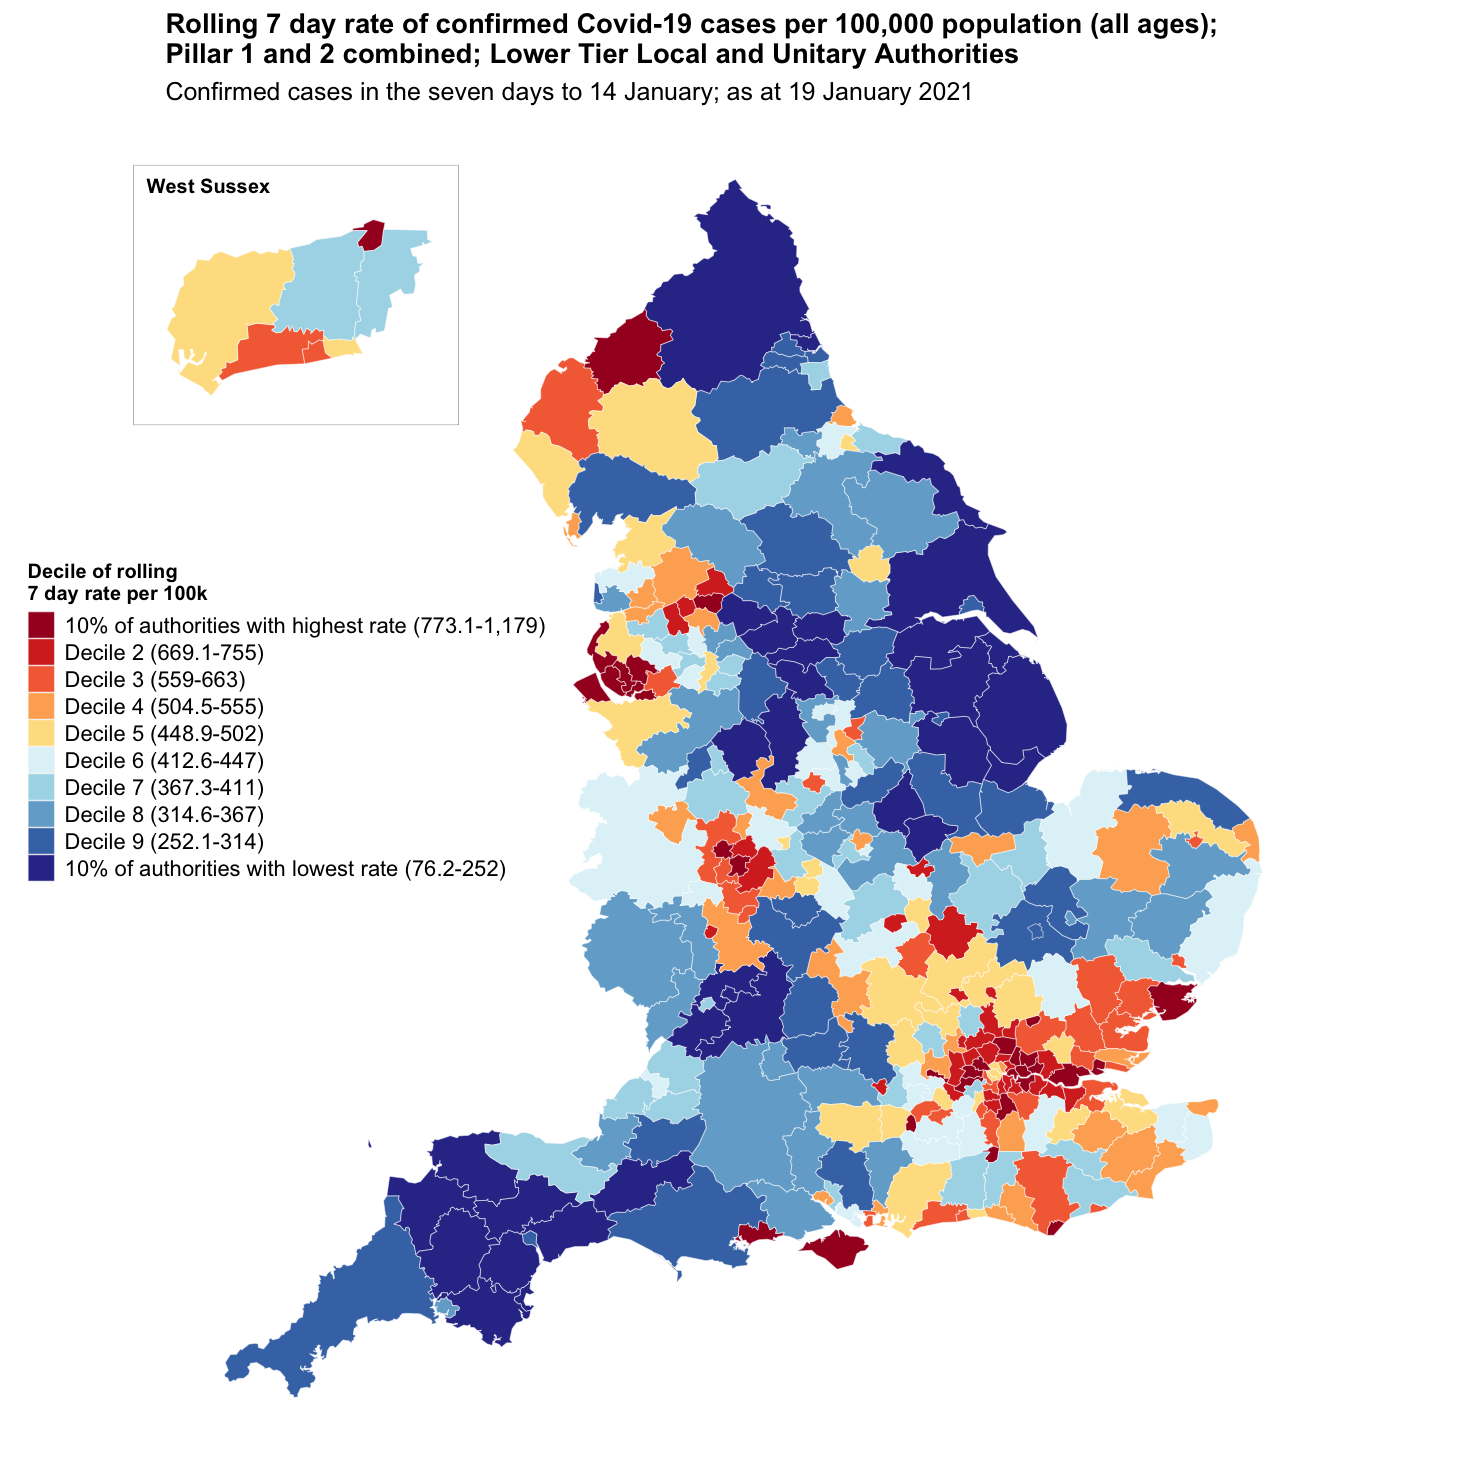 Rolling 7 day rate of confirmed Covid-19 cases per 100,000 population (all ages);
Pillar 1 and 2 combined; Lower Tier Local and Unitary Authorities
Confirmed cases in the seven days to 14 January; as at 19 January 2021
West Sussex
Decile of rolling
7 day rate per 100k
10% of authorities with highest rate (773.1-1,179)
Decile 2 (669.1-755)
Decile 3 (559-663)
Decile 4 (504.5-555)
Decile 5 (448.9-502)
Decile 6 (412.6-447)
Decile 7 (367.3-411)
Decile 8 (314.6-367)
Decile 9 (252.1-314)
10% of authorities with lowest rate (76.2-252)